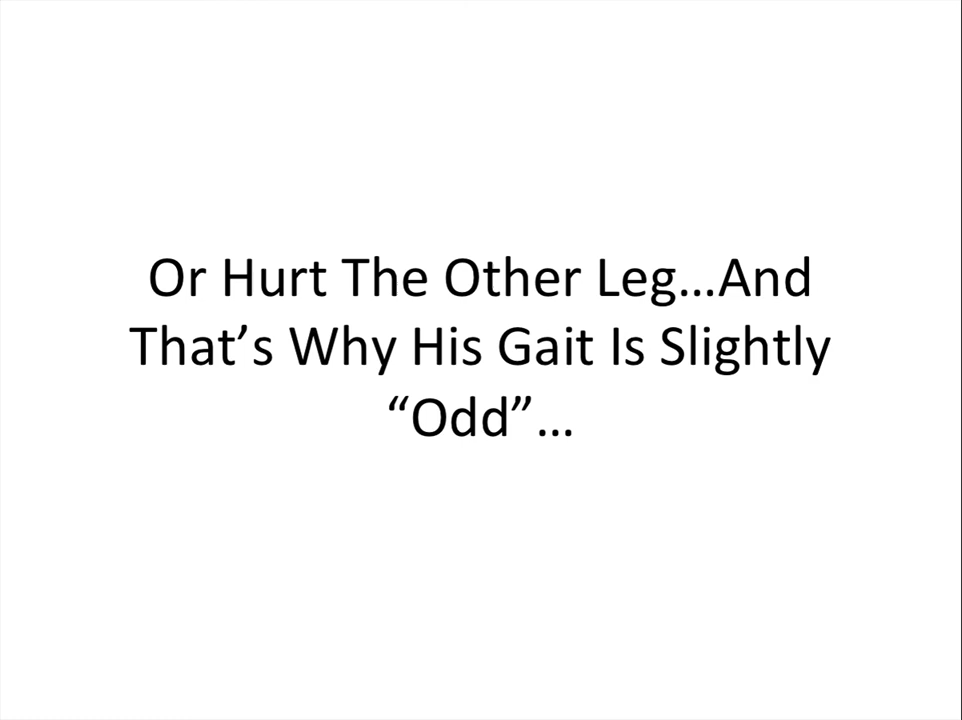 Or Hurt The Other Leg…And
That’s Why His Gait Is Slightly
“Odd”…